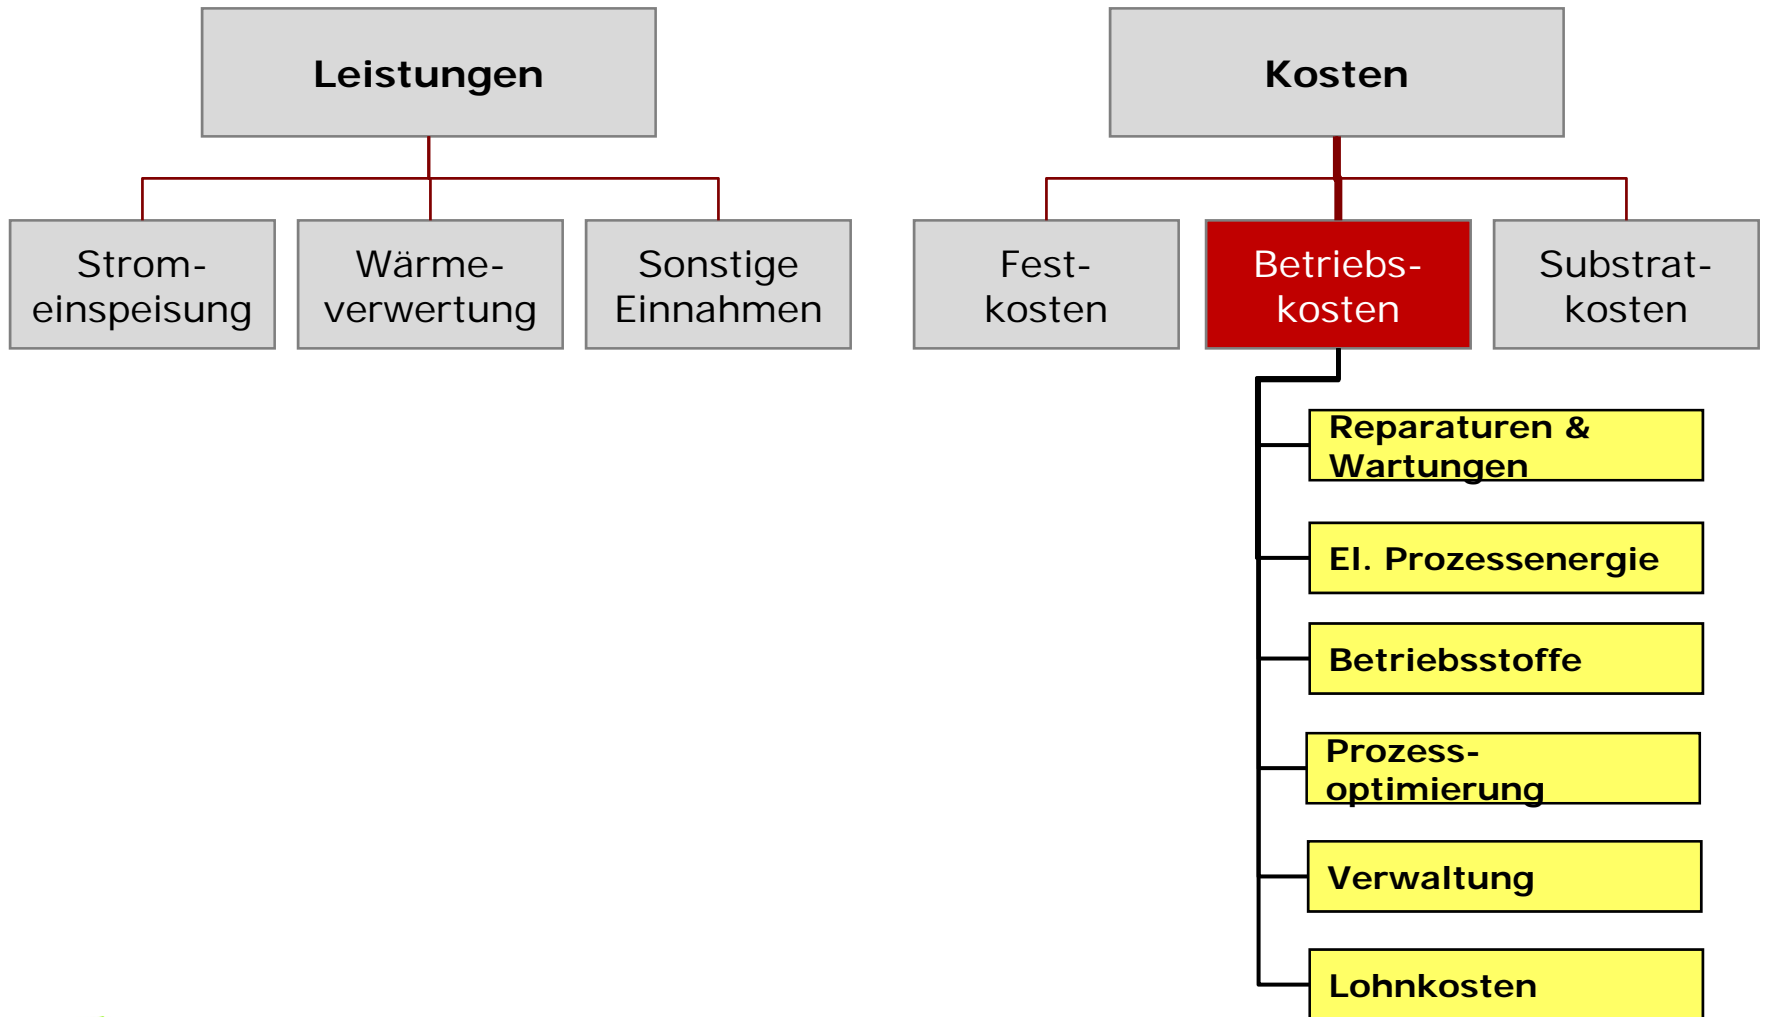 Leistungen
Kosten
Strom-
einspeisung
Wärme-
verwertung
Sonstige
Einnahmen
Fest-
kosten
Betriebs-
kosten
Substrat-
kosten
Reparaturen &
Wartungen
El. Prozessenergie
Betriebsstoffe
Prozess-
optimierung
Verwaltung
Lohnkosten